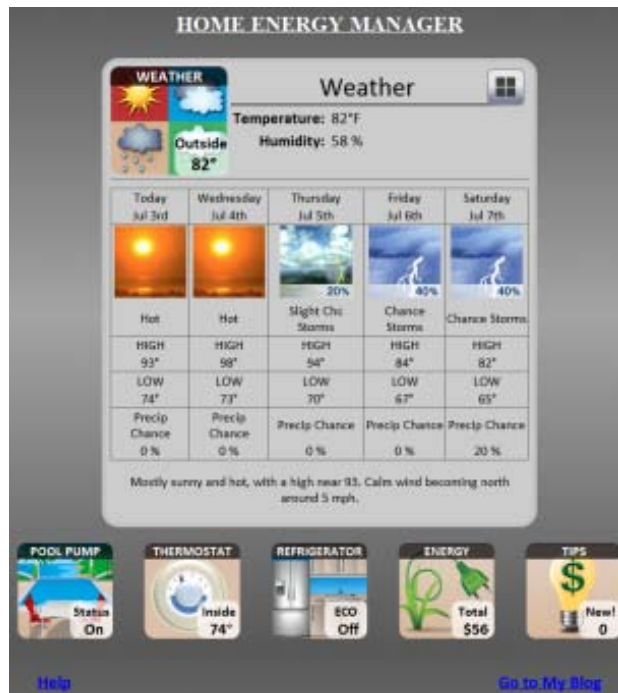 HOME ENERGY MANAGER
WEATHER
Outside
82°
Weather
Temperature: 82°F
Humidity: 58 %
Today Wednesday Thursday Friday Saturday
Jul 3rd Jul 4th Jul 5th Jul 6th Jul 7th
20% 40% 40%
Hot Hot Slight Chc Storms Chance Storms Chance Storms
HIGH HIGH HIGH HIGH HIGH
93° 98° 94° 84° 82°
LOW LOW LOW LOW LOW
74° 73° 70° 67° 65°
Precip Chance Precip Chance Precip Chance Precip Chance Precip Chance
0 % 0 % 0 % 0 % 20 %
Mostly sunny and hot, with a high near 93. Calm wind becoming north
around 5 mph.
POOL PUMP THERMOSTAT REFRIGERATOR ENERGY TIPS
Status Inside ECO Total New!
On 74° Off $56 0
Help Go to My Blog